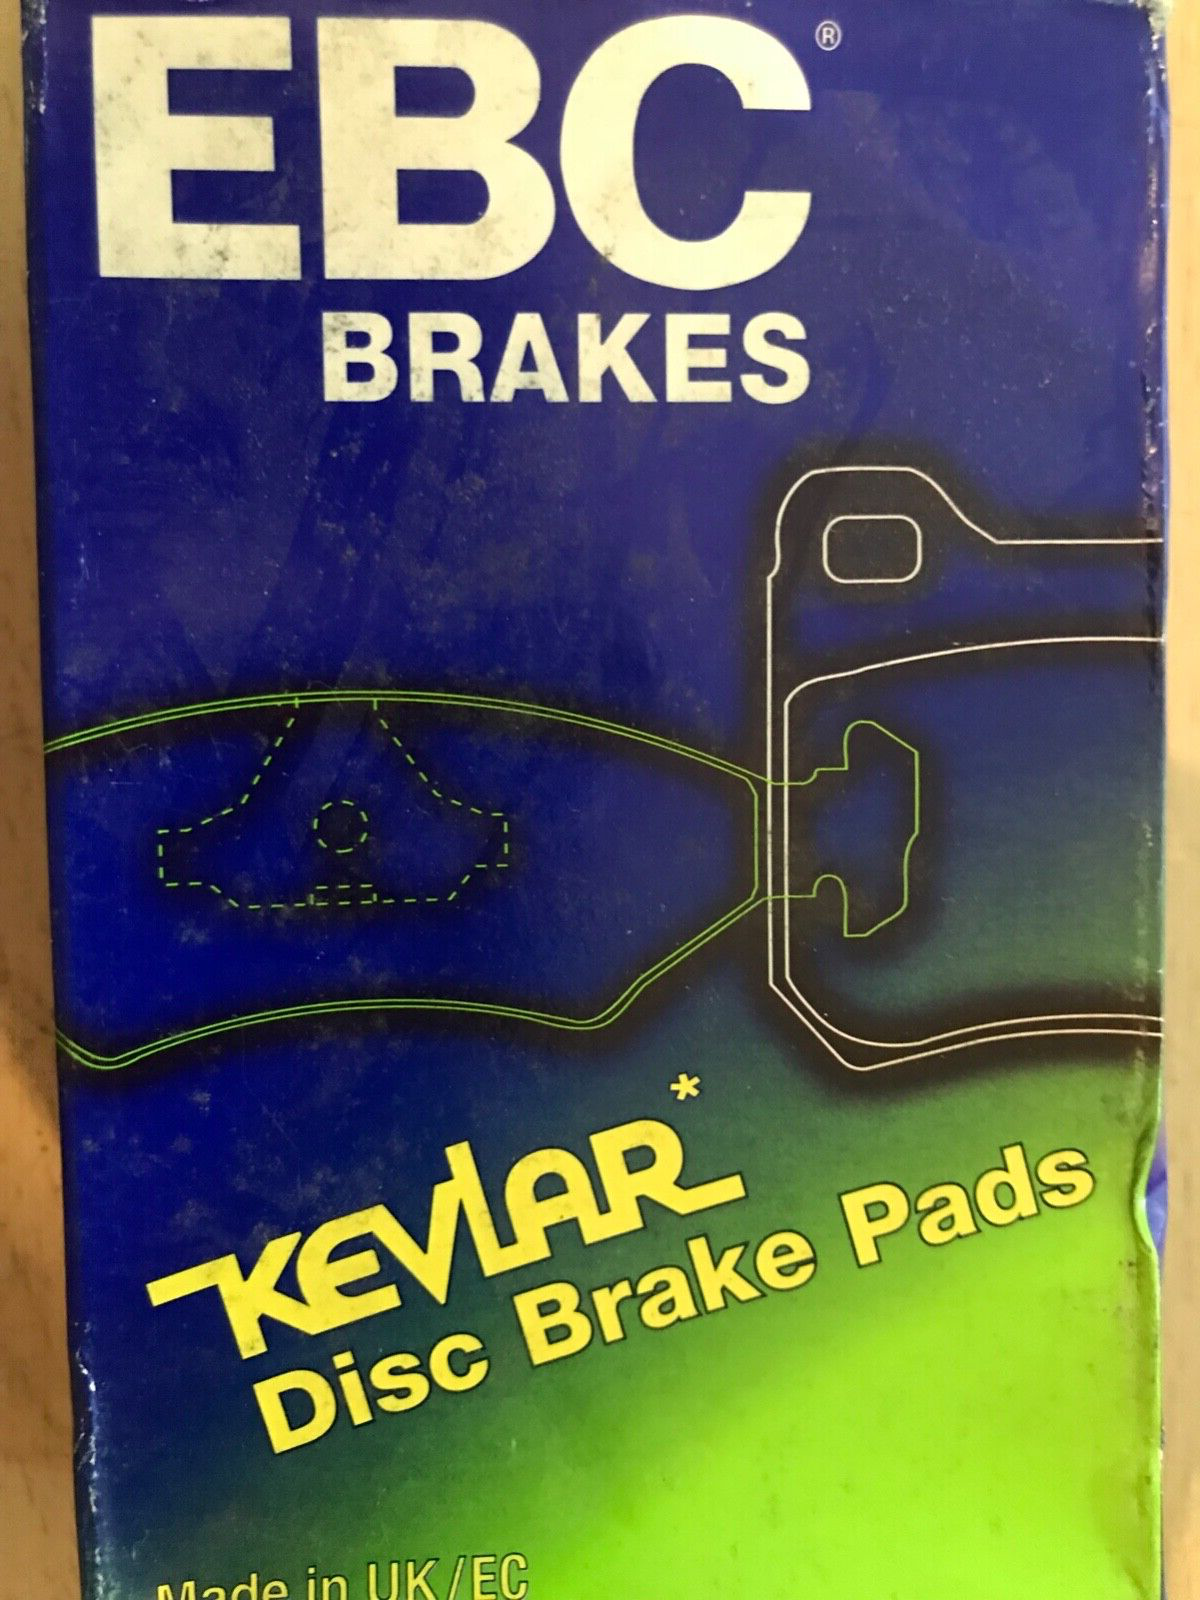 EBC®
BRAKES
KEVLAR*
Disc Brake Pads
Made in UK/EC